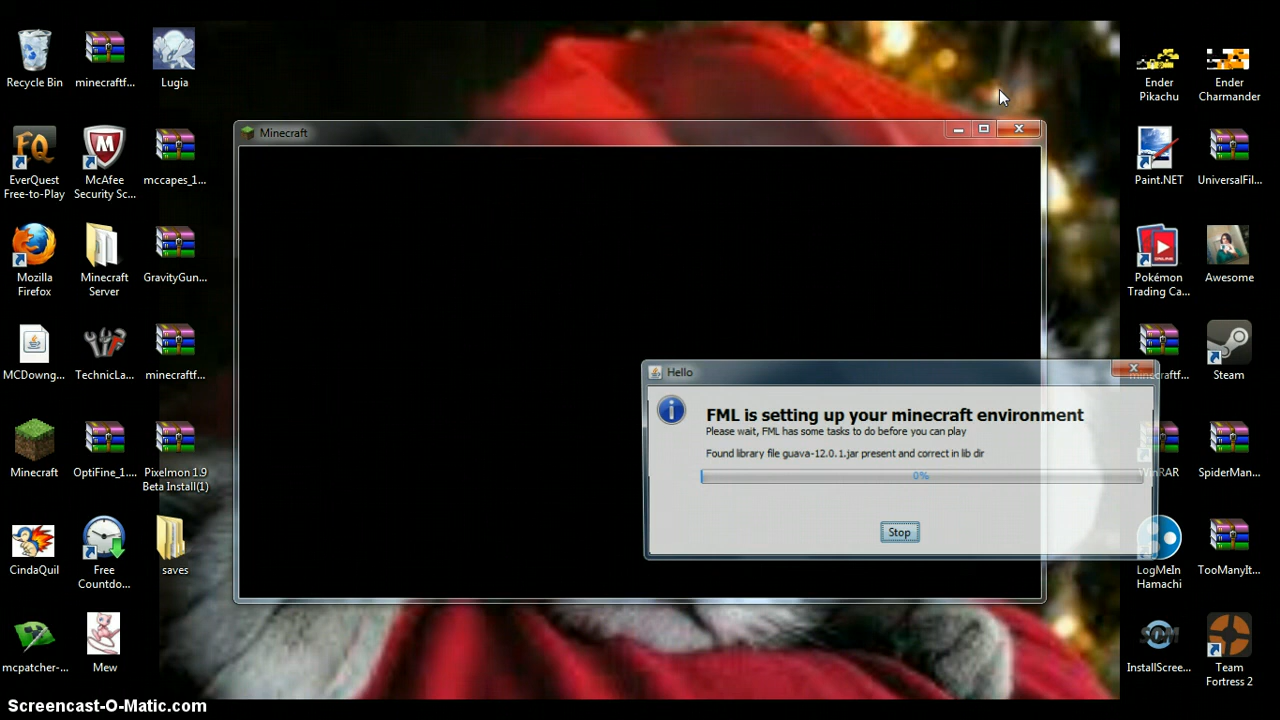 Recycle Bin
minecraftf...
Lugia
Ender
Pikachu
Ender
Charmander
FQ
EverQuest
Free-to-Play
McAfee
Security Sc...
mccapes_1...
Paint.NET
UniversalFil...
Mozilla
Firefox
Minecraft
Server
GravityGun...
Pokémon
Trading Ca...
Awesome
MCDowng...
TechnicLa...
minecraftf...
minecraftf...
Steam
Minecraft
OptiFine_1....
Pixelmon 1.9
Beta Install(1)
WinRAR
SpiderMan...
CindaQuil
Free
Countdo...
saves
LogMeIn
Hamachi
TooManyIt...
mcpatcher-...
Mew
InstallScree...
Team
Fortress 2
Minecraft
Hello
FML is setting up your minecraft environment
Please wait, FML has some tasks to do before you can play
Found library file guava-12.0.1.jar present and correct in lib dir
0%
Stop
Screencast-O-Matic.com